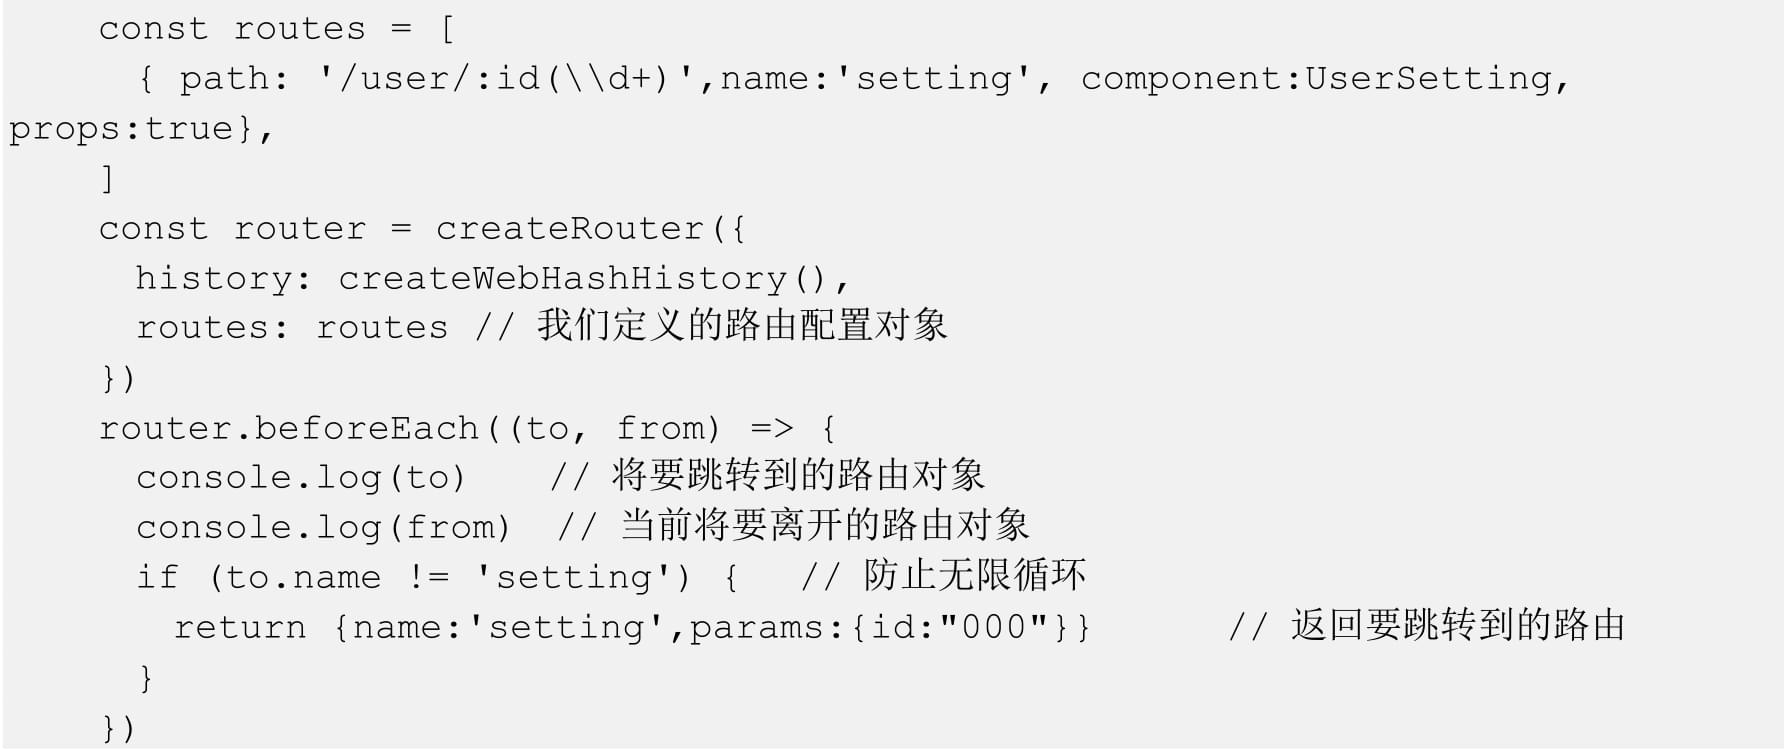 const routes = [
{ path: '/user/:id(\\d+)',name:'setting', component:UserSetting,
props:true},
]
const router = createRouter({
history: createWebHashHistory(),
routes: routes // 我们定义的路由配置对象
})
router.beforeEach((to, from) => {
console.log(to) // 将要跳转到的路由对象
console.log(from) // 当前将要离开的路由对象
if (to.name != 'setting') { // 防止无限循环
return {name:'setting',params:{id:"000"}} // 返回要跳转到的路由
}
})